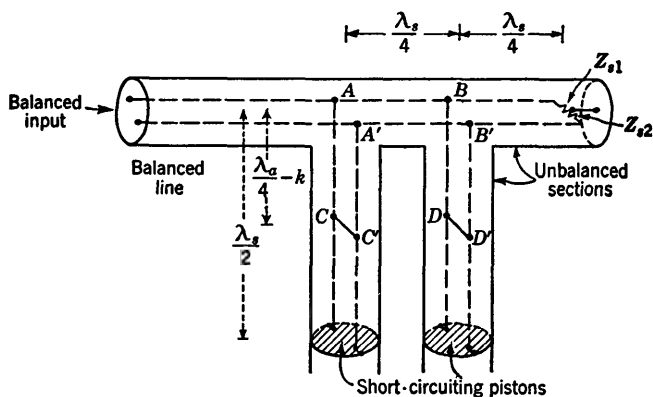 λs/4 λs/4
Zs1
A B
Balanced input
A' B'
Zs2
Balanced line
λa/4 – k
Unbalanced sections
C D
C' D'
λs/2
Short-circuiting pistons